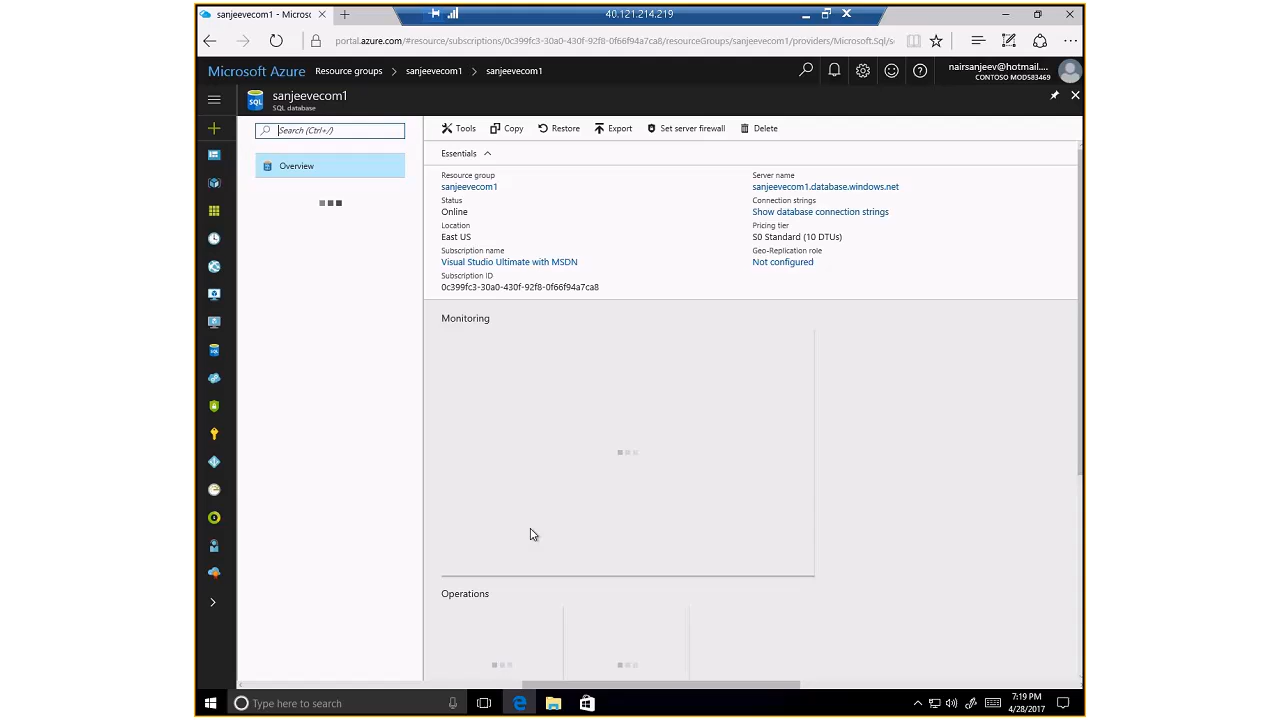 sanjeevecom1 - Microsc
40.121.214.219
portal.azure.com/#resource/subscriptions/0c399fc3-30a0-430f-92f8-0f66f94a7ca8/resourceGroups/sanjeevecom1/providers/Microsoft.Sql/s
Microsoft Azure Resource groups > sanjeevecom1 > sanjeevecom1
nairsanjeev@hotmail....
CONTOSO MOD583469
sanjeevecom1
SQL database
Search (Ctrl+/)
Overview
Tools Copy Restore Export Set server firewall Delete
Essentials
Resource group
sanjeevecom1
Status
Online
Location
East US
Subscription name
Visual Studio Ultimate with MSDN
Subscription ID
0c399fc3-30a0-430f-92f8-0f66f94a7ca8
Server name
sanjeevecom1.database.windows.net
Connection strings
Show database connection strings
Pricing tier
S0 Standard (10 DTUs)
Geo-Replication role
Not configured
Monitoring
Operations
Type here to search
7:19 PM
4/28/2017